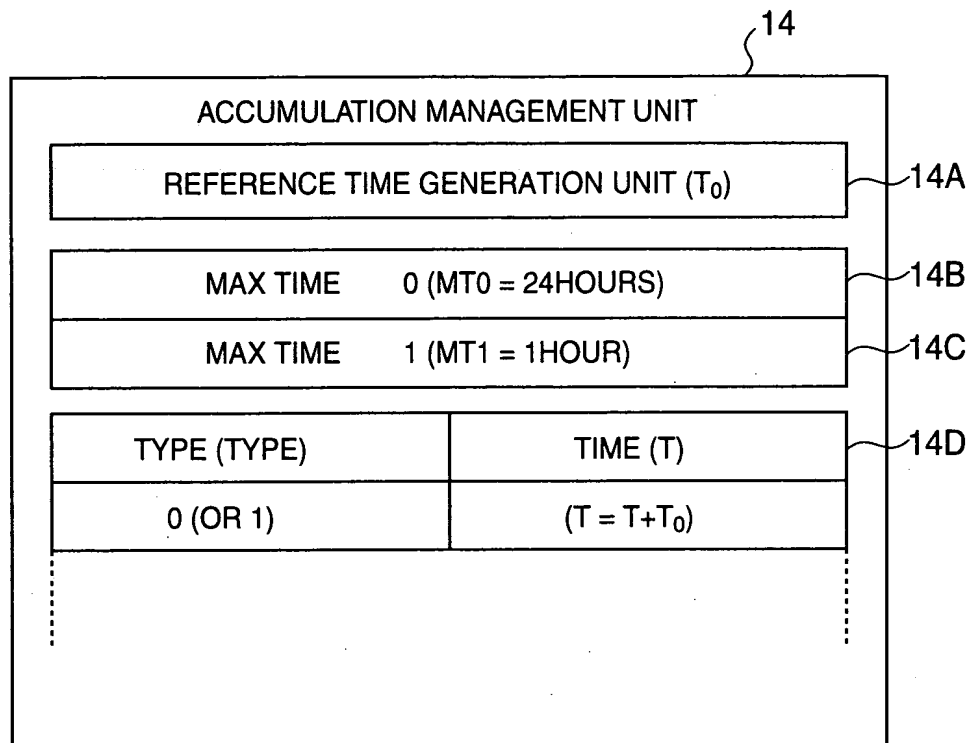 14
ACCUMULATION MANAGEMENT UNIT
REFERENCE TIME GENERATION UNIT (T₀) 14A
MAX TIME 0 (MT0 = 24HOURS) 14B
MAX TIME 1 (MT1 = 1HOUR) 14C
TYPE (TYPE) TIME (T) 14D
0 (OR 1) (T = T+T₀)